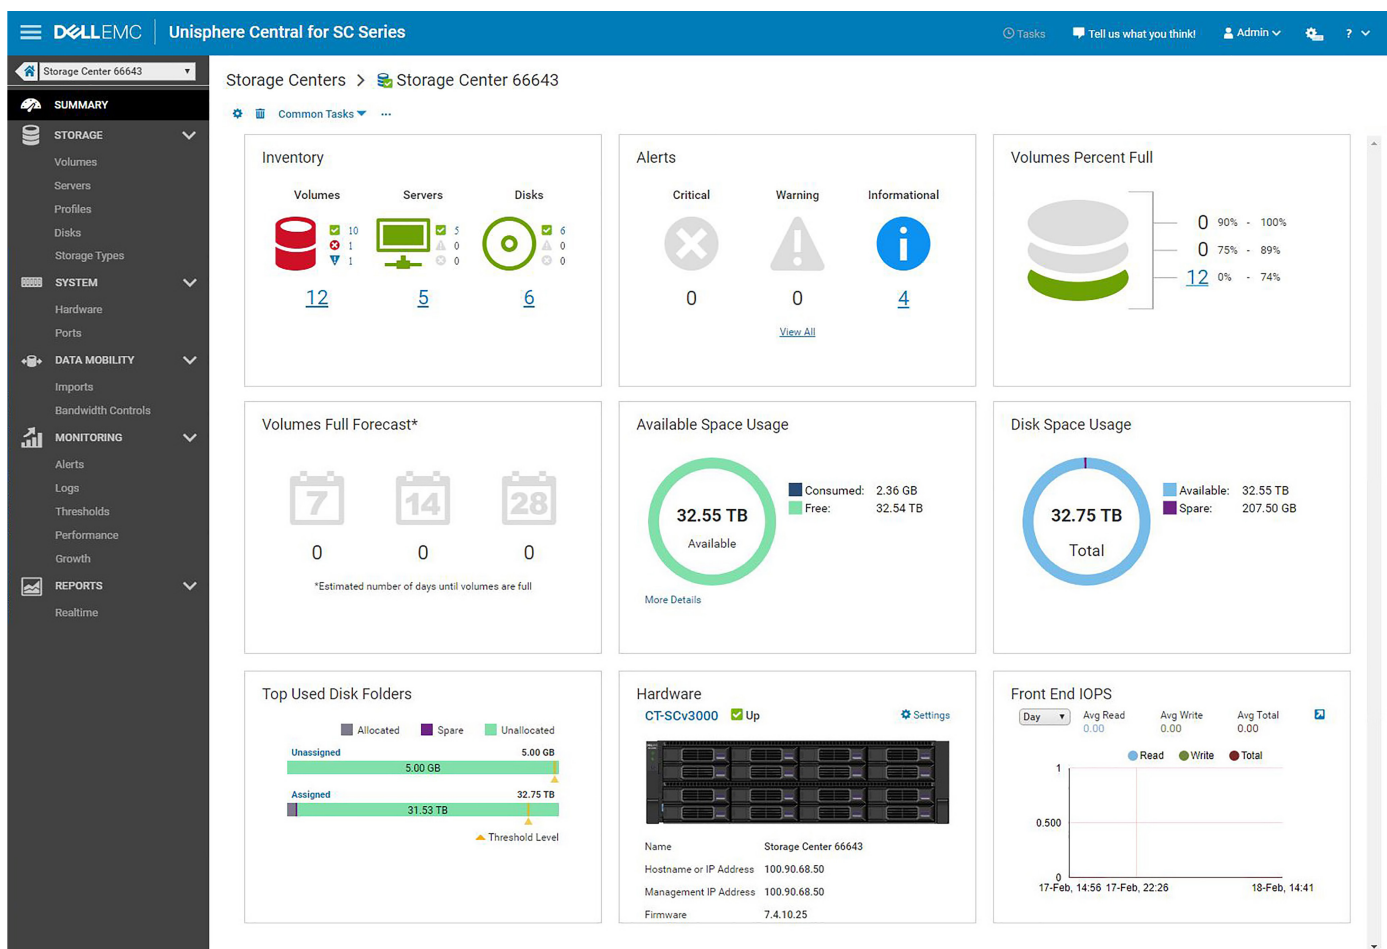 DELLEMC Unisphere Central for SC Series Tasks Tell us what you think! Admin ?
Storage Center 66643
SUMMARY
STORAGE
Volumes
Servers
Profiles
Disks
Storage Types
SYSTEM
Hardware
Ports
DATA MOBILITY
Imports
Bandwidth Controls
MONITORING
Alerts
Logs
Thresholds
Performance
Growth
REPORTS
Realtime
Storage Centers > Storage Center 66643
Common Tasks ...
Inventory
Volumes Servers Disks
10 5 6
1 0 0
1 0 0
12 5 6
Alerts
Critical Warning Informational
0 0 4
View All
Volumes Percent Full
0 90% - 100%
0 75% - 89%
12 0% - 74%
Volumes Full Forecast*
7 14 28
0 0 0
*Estimated number of days until volumes are full
Available Space Usage
32.55 TB
Available
Consumed: 2.36 GB
Free: 32.54 TB
More Details
Disk Space Usage
32.75 TB
Total
Available: 32.55 TB
Spare: 207.50 GB
Top Used Disk Folders
Allocated Spare Unallocated
Unassigned 5.00 GB
5.00 GB
Assigned 32.75 TB
31.53 TB
Threshold Level
Hardware
CT-SCv3000 Up Settings
Name Storage Center 66643
Hostname or IP Address 100.90.68.50
Management IP Address 100.90.68.50
Firmware 7.4.10.25
Front End IOPS
Day Avg Read Avg Write Avg Total
0.00 0.00 0.00
Read Write Total
1
0.500
0
17-Feb, 14:56 17-Feb, 22:26 18-Feb, 14:41